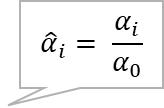 α̂ᵢ = αᵢ / α₀